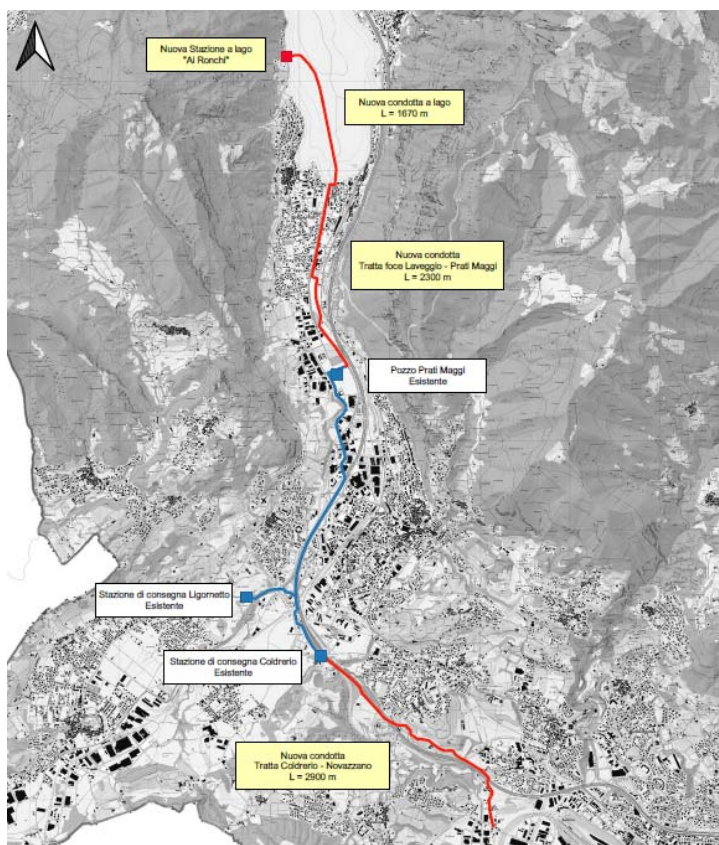 Nuova Stazione a lago
"Ai Ronchi"
Nuova condotta a lago
L = 1670 m
Nuova condotta
Tratta foce Laveggio - Prati Maggi
L = 2300 m
Pozzo Prati Maggi
Esistente
Stazione di consegna Ligornetto
Esistente
Stazione di consegna Coldrerio
Esistente
Nuova condotta
Tratta Coldrerio - Novazzano
L = 2900 m